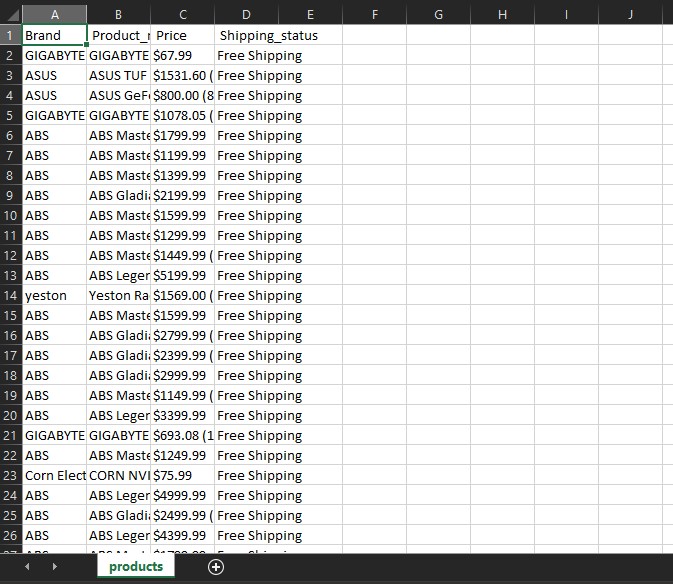 A B C D E F G H I J
1 Brand Product_ Price Shipping_status
2 GIGABYTE GIGABYTE $67.99 Free Shipping
3 ASUS ASUS TUF $1531.60 ( Free Shipping
4 ASUS ASUS GeF $800.00 (8 Free Shipping
5 GIGABYTE GIGABYTE $1078.05 ( Free Shipping
6 ABS ABS Maste $1799.99 Free Shipping
7 ABS ABS Maste $1199.99 Free Shipping
8 ABS ABS Maste $1399.99 Free Shipping
9 ABS ABS Gladi $2199.99 Free Shipping
10 ABS ABS Maste $1599.99 Free Shipping
11 ABS ABS Maste $1299.99 Free Shipping
12 ABS ABS Maste $1449.99 ( Free Shipping
13 ABS ABS Leger $5199.99 Free Shipping
14 yeston Yeston Ra $1569.00 ( Free Shipping
15 ABS ABS Maste $1599.99 Free Shipping
16 ABS ABS Gladi $2799.99 ( Free Shipping
17 ABS ABS Gladi $2399.99 ( Free Shipping
18 ABS ABS Gladi $2999.99 Free Shipping
19 ABS ABS Maste $1149.99 ( Free Shipping
20 ABS ABS Leger $3399.99 Free Shipping
21 GIGABYTE GIGABYTE $693.08 (1 Free Shipping
22 ABS ABS Maste $1249.99 Free Shipping
23 Corn Elect CORN NVI $75.99 Free Shipping
24 ABS ABS Leger $4999.99 Free Shipping
25 ABS ABS Gladi $2499.99 ( Free Shipping
26 ABS ABS Leger $4399.99 Free Shipping
products